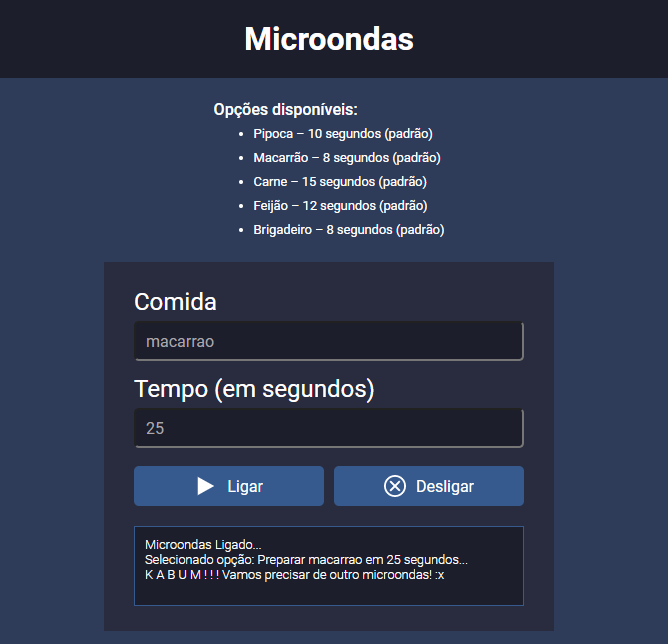 Microondas
Opções disponíveis:
Pipoca – 10 segundos (padrão)
Macarrão – 8 segundos (padrão)
Carne – 15 segundos (padrão)
Feijão – 12 segundos (padrão)
Brigadeiro – 8 segundos (padrão)
Comida
macarrao
Tempo (em segundos)
25
Ligar Desligar
Microondas Ligado...
Selecionado opção: Preparar macarrao em 25 segundos...
K A B U M ! ! ! Vamos precisar de outro microondas! :x